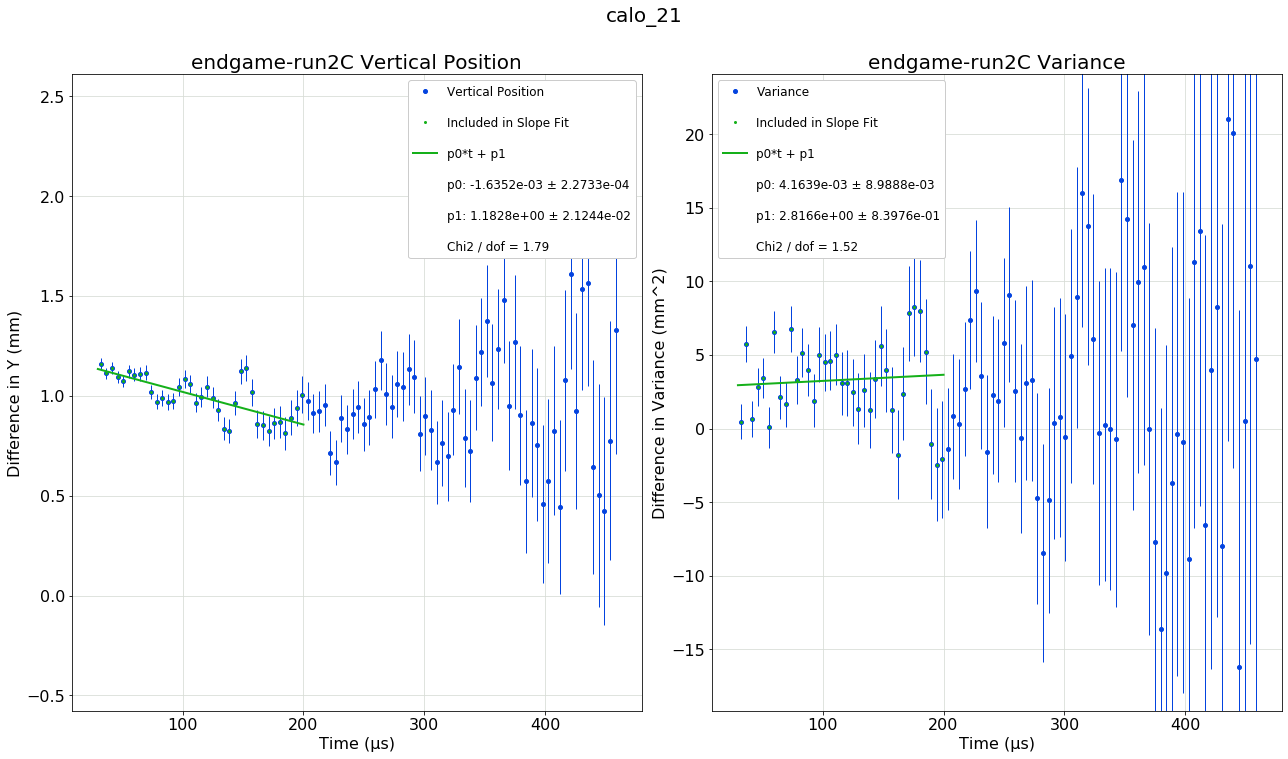 calo_21
endgame-run2C Vertical Position
2.5
2.0
1.5
1.0
0.5
0.0
−0.5
Difference in Y (mm)
100
200
300
400
Time (µs)
Vertical Position
Included in Slope Fit
p0*t + p1
p0: -1.6352e-03 ± 2.2733e-04
p1: 1.1828e+00 ± 2.1244e-02
Chi2 / dof = 1.79
endgame-run2C Variance
20
15
10
5
0
−5
−10
−15
Difference in Variance (mm^2)
100
200
300
400
Time (µs)
Variance
Included in Slope Fit
p0*t + p1
p0: 4.1639e-03 ± 8.9888e-03
p1: 2.8166e+00 ± 8.3976e-01
Chi2 / dof = 1.52